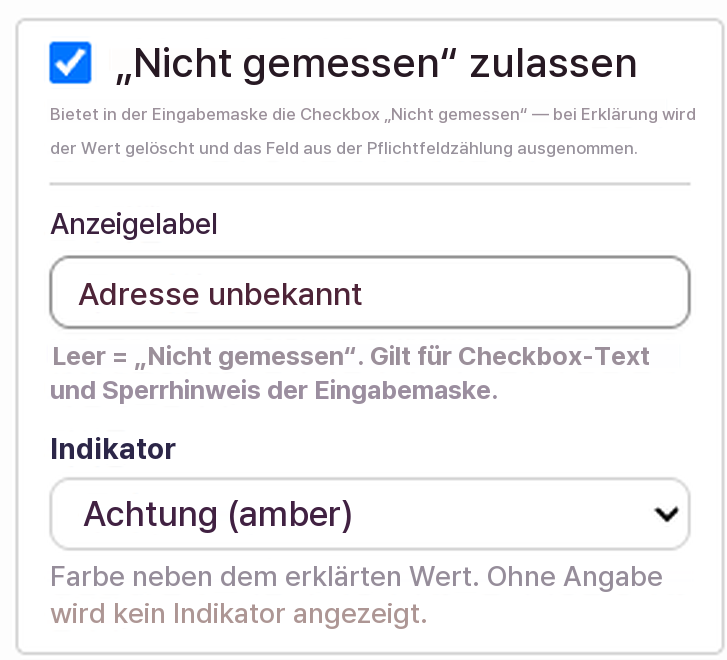 „Nicht gemessen“ zulassen
Bietet in der Eingabemaske die Checkbox „Nicht gemessen“ — bei Erklärung wird
der Wert gelöscht und das Feld aus der Pflichtfeldzählung ausgenommen.
Anzeigelabel
Adresse unbekannt
Leer = „Nicht gemessen“. Gilt für Checkbox-Text
und Sperrhinweis der Eingabemaske.
Indikator
Achtung (amber)
Farbe neben dem erklärten Wert. Ohne Angabe
wird kein Indikator angezeigt.